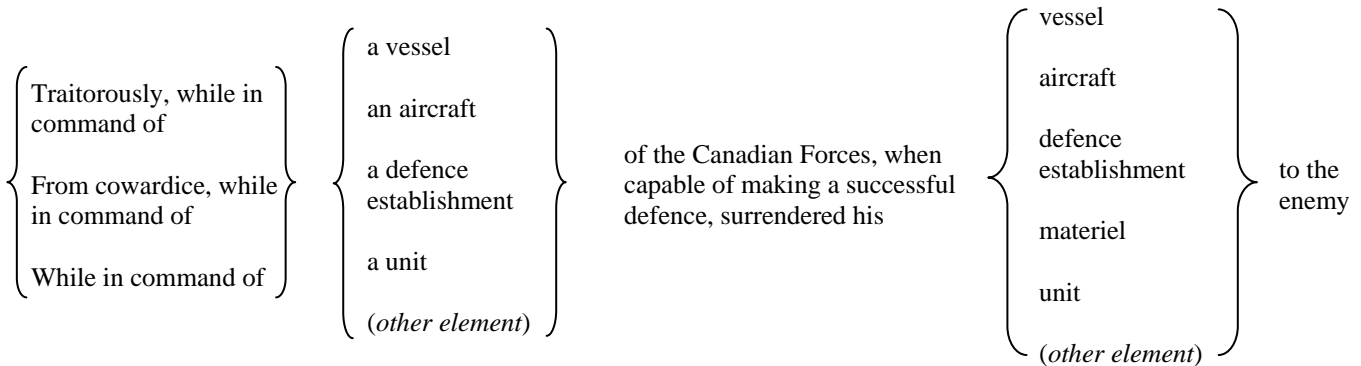 Traitorously, while in
command of
From cowardice, while
in command of
While in command of
a vessel
an aircraft
a defence
establishment
a unit
(other element)
of the Canadian Forces, when
capable of making a successful
defence, surrendered his
vessel
aircraft
defence
establishment
materiel
unit
(other element)
to the
enemy